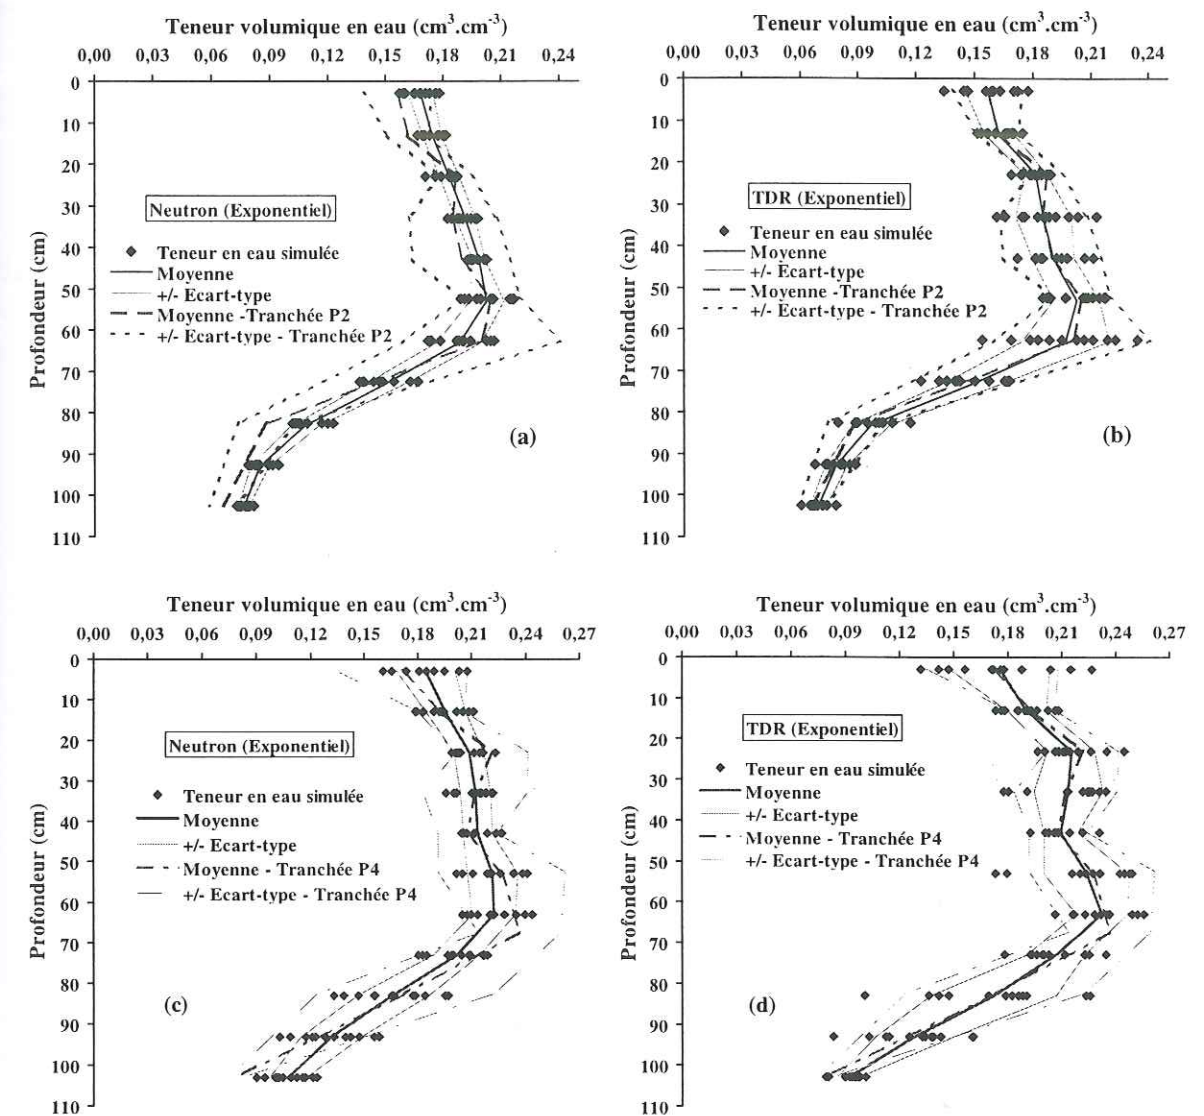 Teneur volumique en eau (cm³.cm⁻³)
0,00 0,03 0,06 0,09 0,12 0,15 0,18 0,21 0,24
0
10
20
30
40
50
60
70
80
90
100
110
Profondeur (cm)
Neutron (Exponentiel)
Teneur en eau simulée
Moyenne
+/- Ecart-type
Moyenne -Tranchée P2
+/- Ecart-type - Tranchée P2
(a)
Teneur volumique en eau (cm³.cm⁻³)
0,00 0,03 0,06 0,09 0,12 0,15 0,18 0,21 0,24
0
10
20
30
40
50
60
70
80
90
100
110
Profondeur (cm)
TDR (Exponentiel)
Teneur en eau simulée
Moyenne
+/- Ecart-type
Moyenne -Tranchée P2
+/- Ecart-type - Tranchée P2
(b)
Teneur volumique en eau (cm³.cm⁻³)
0,00 0,03 0,06 0,09 0,12 0,15 0,18 0,21 0,24 0,27
0
10
20
30
40
50
60
70
80
90
100
110
Profondeur (cm)
Neutron (Exponentiel)
Teneur en eau simulée
Moyenne
+/- Ecart-type
Moyenne - Tranchée P4
+/- Ecart-type - Tranchée P4
(c)
Teneur volumique en eau (cm³.cm⁻³)
0,00 0,03 0,06 0,09 0,12 0,15 0,18 0,21 0,24 0,27
0
10
20
30
40
50
60
70
80
90
100
110
Profondeur (cm)
TDR (Exponentiel)
Teneur en eau simulée
Moyenne
+/- Ecart-type
Moyenne - Tranchée P4
+/- Ecart-type - Tranchée P4
(d)